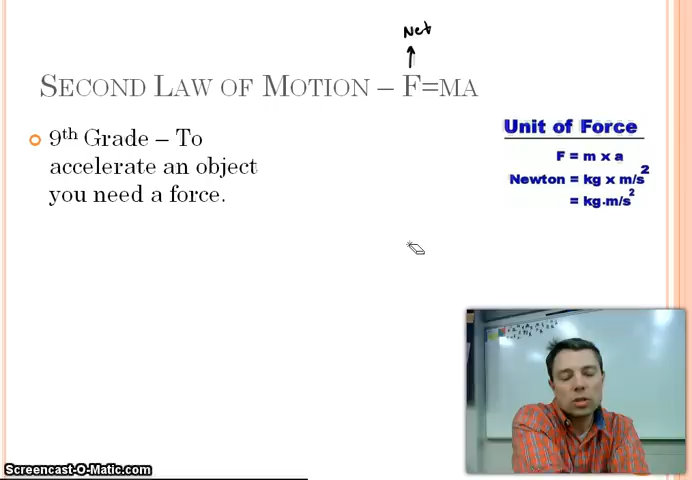 Net
SECOND LAW OF MOTION – F=MA
9th Grade – To
accelerate an object
you need a force.
Unit of Force
F = m x a
Newton = kg x m/s²
= kg.m/s²
Screencast-O-Matic.com